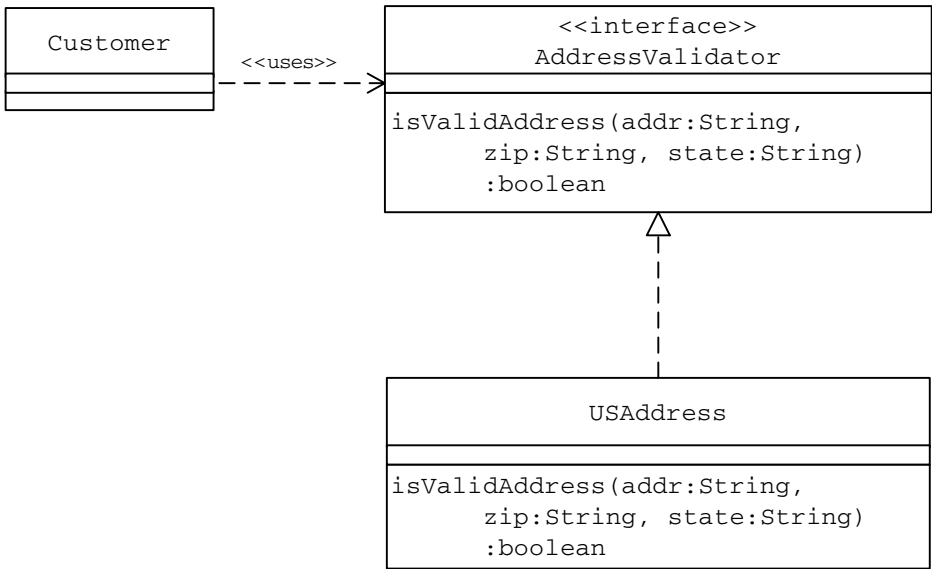 Customer
<<uses>>
<<interface>>
AddressValidator
isValidAddress(addr:String,
zip:String, state:String)
:boolean
USAddress
isValidAddress(addr:String,
zip:String, state:String)
:boolean